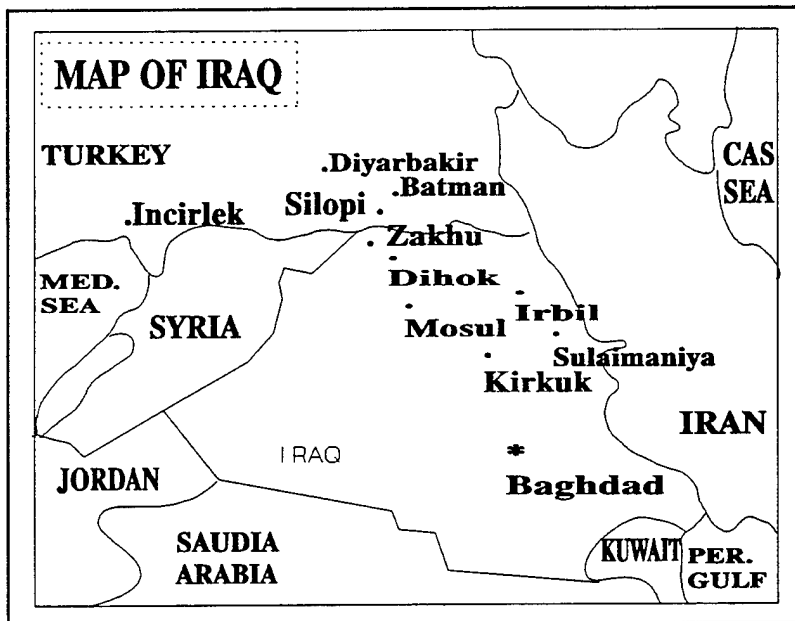 MAP OF IRAQ
TURKEY
.Diyarbakir
.Batman
CAS
SEA
.Incirlek
Silopi .
. Zakhu
MED.
SEA
Dihok
SYRIA
Mosul
Irbil
Sulaimaniya
Kirkuk
IRAN
IRAQ
*
JORDAN
Baghdad
SAUDIA
ARABIA
KUWAIT
PER.
GULF